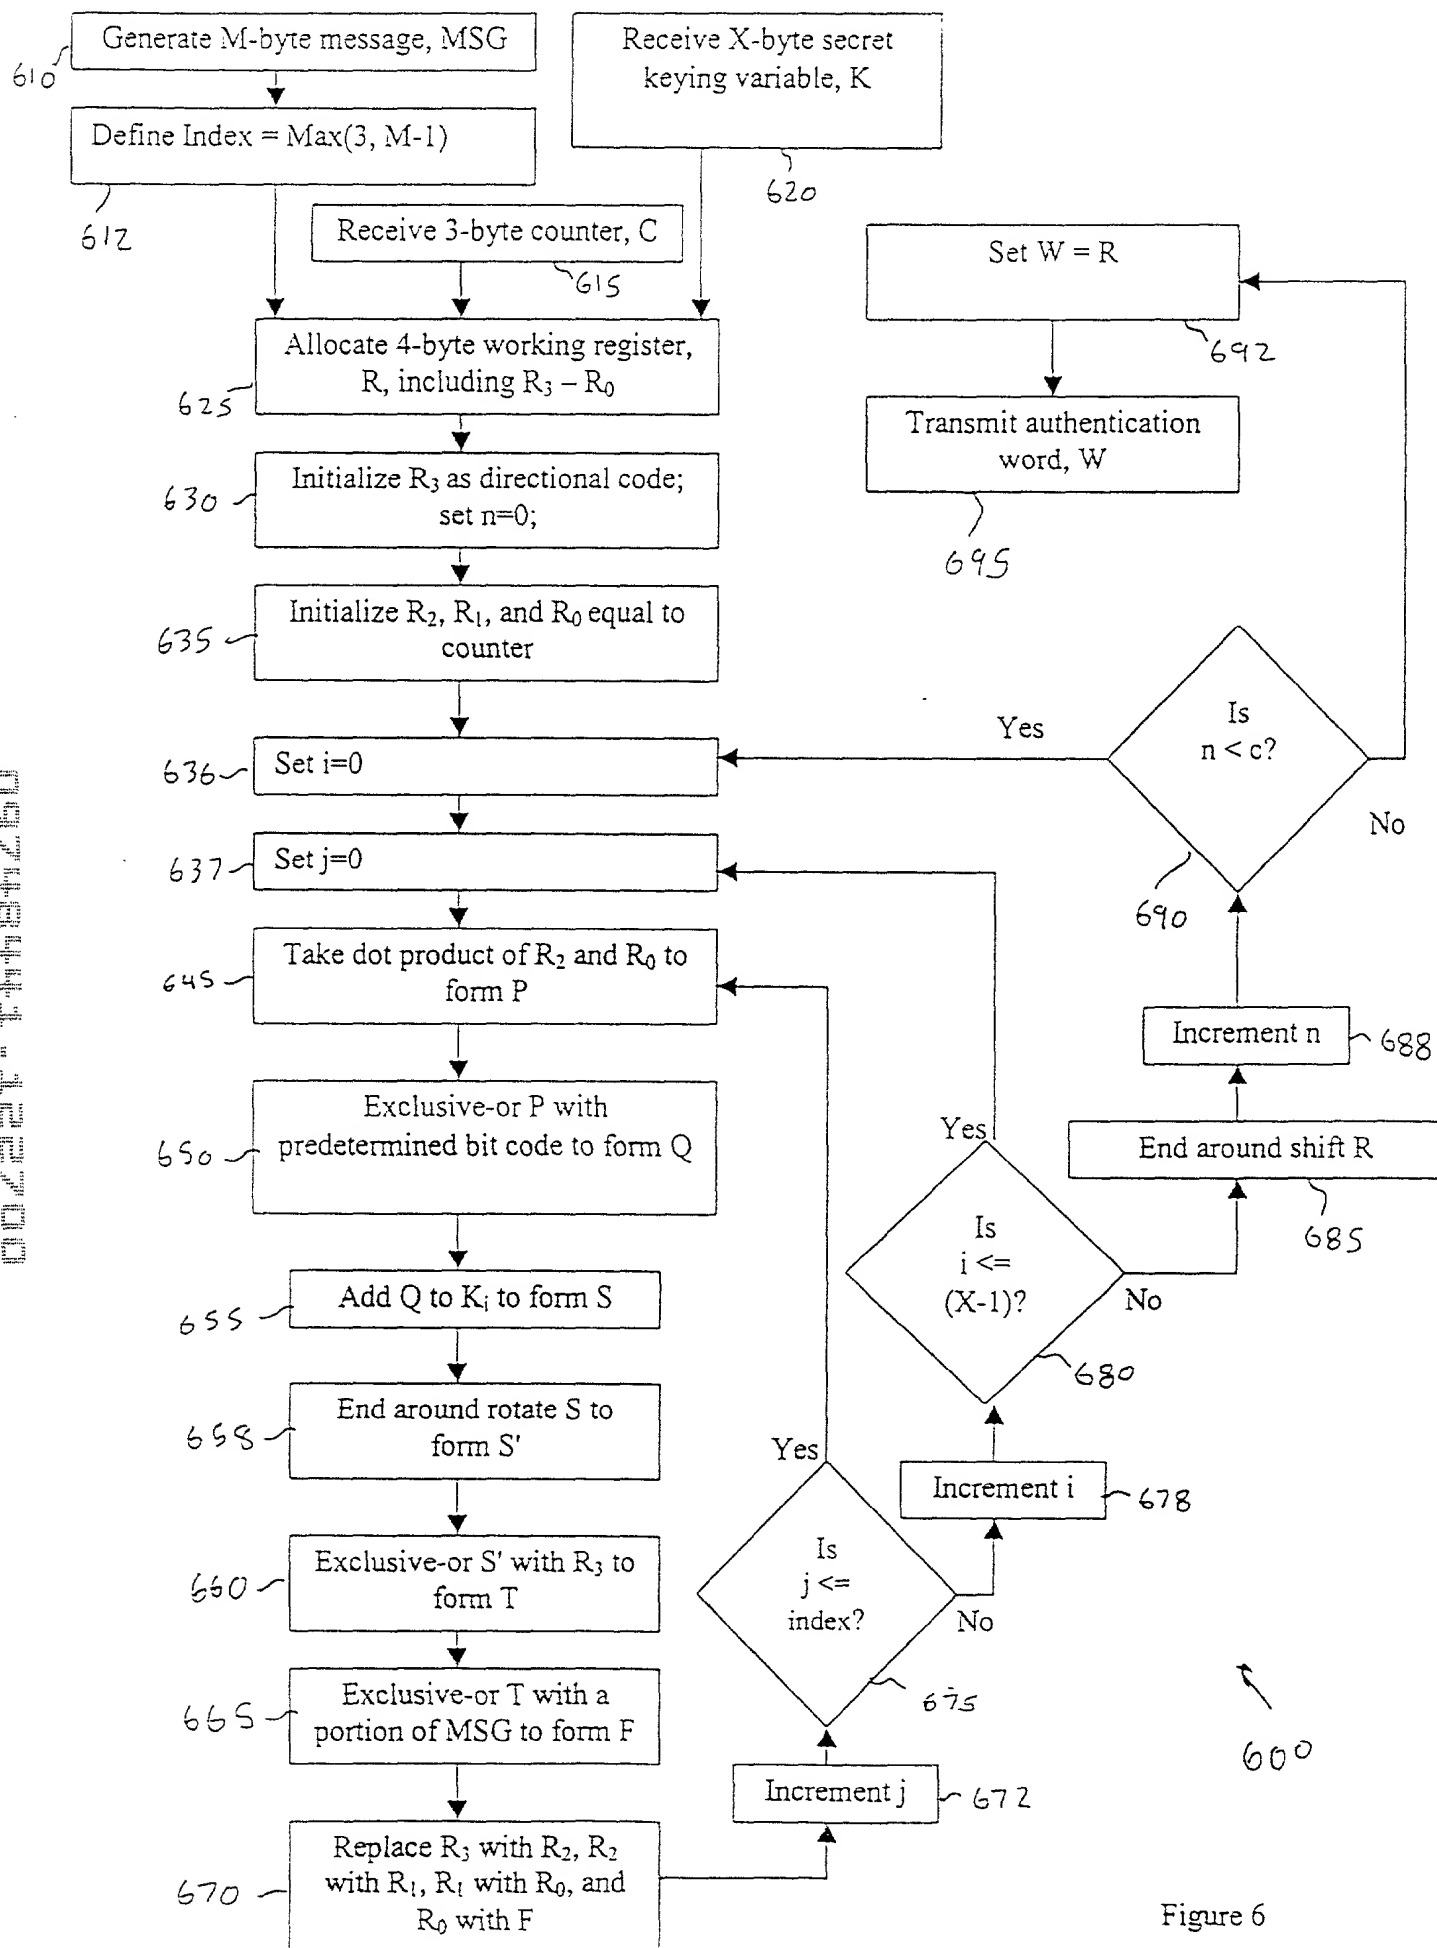 Generate M-byte message, MSG
610
Define Index = Max(3, M-1)
612
Receive X-byte secret
keying variable, K
620
Receive 3-byte counter, C
615
Allocate 4-byte working register,
R, including R₃ – R₀
625
Initialize R₃ as directional code;
set n=0;
630
Initialize R₂, R₁, and R₀ equal to
counter
635
Set i=0
636
Set j=0
637
Take dot product of R₂ and R₀ to
form P
645
Exclusive-or P with
predetermined bit code to form Q
650
Add Q to Kᵢ to form S
655
End around rotate S to
form S'
658
Exclusive-or S' with R₃ to
form T
660
Exclusive-or T with a
portion of MSG to form F
665
Replace R₃ with R₂, R₂
with R₁, R₁ with R₀, and
R₀ with F
670
Increment j
672
Is
j <=
index?
Yes
No
675
Increment i
678
Is
i <=
(X-1)?
Yes
No
680
End around shift R
685
Increment n
688
Is
n < c?
Yes
No
690
Set W = R
692
Transmit authentication
word, W
695
600
Figure 6